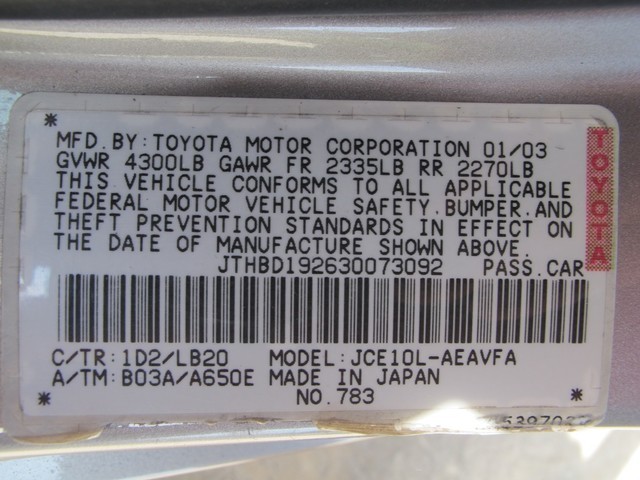 MFD.BY:TOYOTA MOTOR CORPORATION 01/03
GVWR 4300LB GAWR FR 2335LB RR 2270LB
THIS VEHICLE CONFORMS TO ALL APPLICABLE
FEDERAL MOTOR VEHICLE SAFETY,BUMPER,AND
THEFT PREVENTION STANDARDS IN EFFECT ON
THE DATE OF MANUFACTURE SHOWN ABOVE.
JTHBD192630073092 PASS.CAR
C/TR:1D2/LB20 MODEL:JCE10L-AEAVFA
A/TM:B03A/A650E MADE IN JAPAN
NO.783
TOYOTA